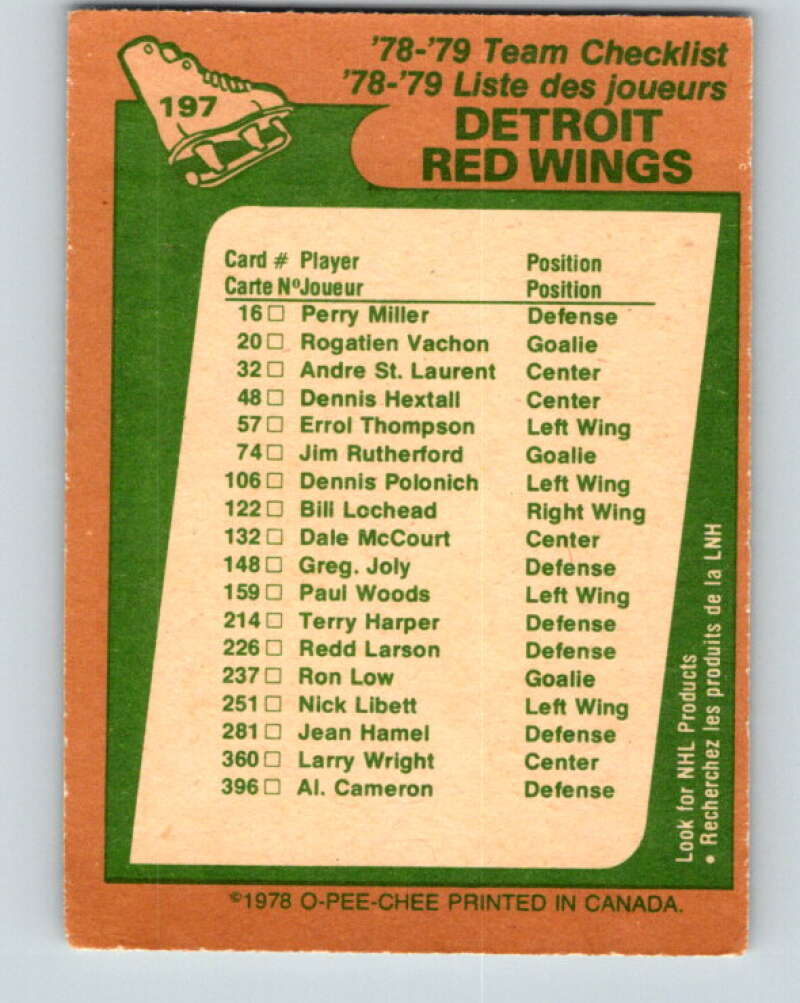 '78-'79 Team Checklist
'78-'79 Liste des joueurs
197
DETROIT
RED WINGS
Card # Player Position
Carte NºJoueur Position
16 □ Perry Miller Defense
20 □ Rogatien Vachon Goalie
32 □ Andre St. Laurent Center
48 □ Dennis Hextall Center
57 □ Errol Thompson Left Wing
74 □ Jim Rutherford Goalie
106 □ Dennis Polonich Left Wing
122 □ Bill Lochead Right Wing
132 □ Dale McCourt Center
148 □ Greg. Joly Defense
159 □ Paul Woods Left Wing
214 □ Terry Harper Defense
226 □ Redd Larson Defense
237 □ Ron Low Goalie
251 □ Nick Libett Left Wing
281 □ Jean Hamel Defense
360 □ Larry Wright Center
396 □ Al. Cameron Defense
Look for NHL Products
• Recherchez les produits de la LNH
©1978 O-PEE-CHEE PRINTED IN CANADA.